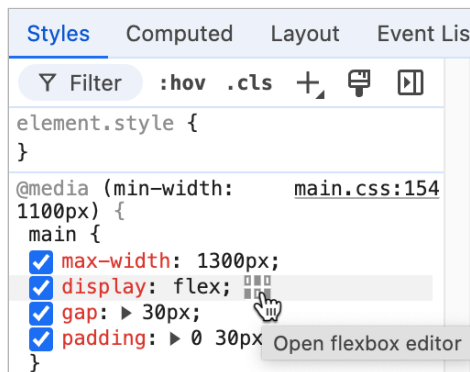 Styles Computed Layout Event Lis
Filter :hov .cls
element.style {
}
@media (min-width: main.css:154
1100px) {
main {
max-width: 1300px;
display: flex;
gap: ▶ 30px;
padding: ▶ 0 30px
Open flexbox editor
}